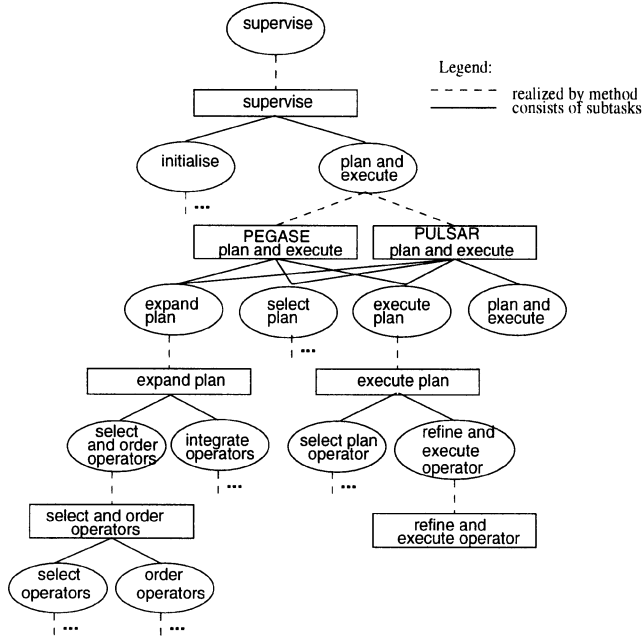 supervise
Legend:
realized by method
consists of subtasks
supervise
initialise
plan and
execute
...
PEGASE
plan and execute
PULSAR
plan and execute
expand
plan
select
plan
execute
plan
plan and
execute
...
expand plan
execute plan
select
and order
operators
integrate
operators
select plan
operator
refine and
execute
operator
...
...
select and order
operators
refine and
execute operator
select
operators
order
operators
...
...